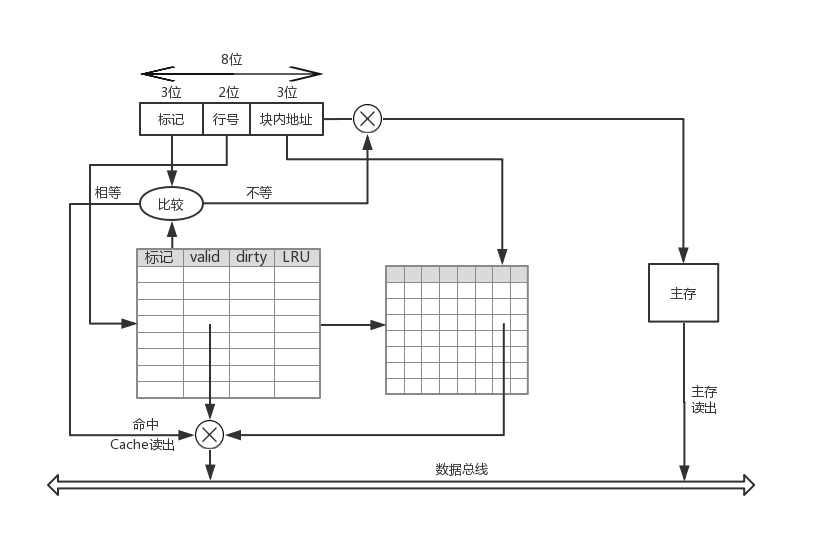 8位
3位 2位 3位
标记 行号 块内地址
相等 不等
比较
标记 valid dirty LRU
主存
主存
读出
命中
Cache读出
数据总线